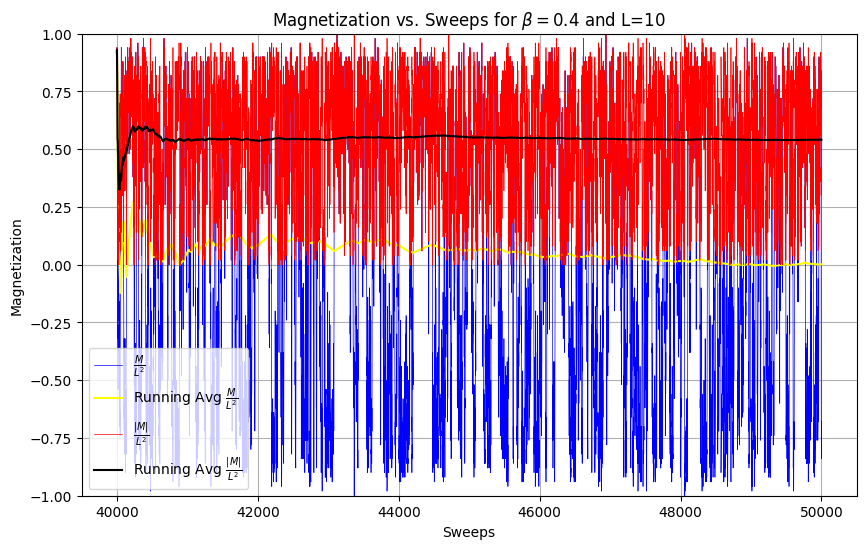 Magnetization vs. Sweeps for β = 0.4 and L=10
1.00
0.75
0.50
0.25
0.00
−0.25
−0.50
−0.75
−1.00
Magnetization
M/L²
Running Avg M/L²
|M|/L²
Running Avg |M|/L²
40000 42000 44000 46000 48000 50000
Sweeps